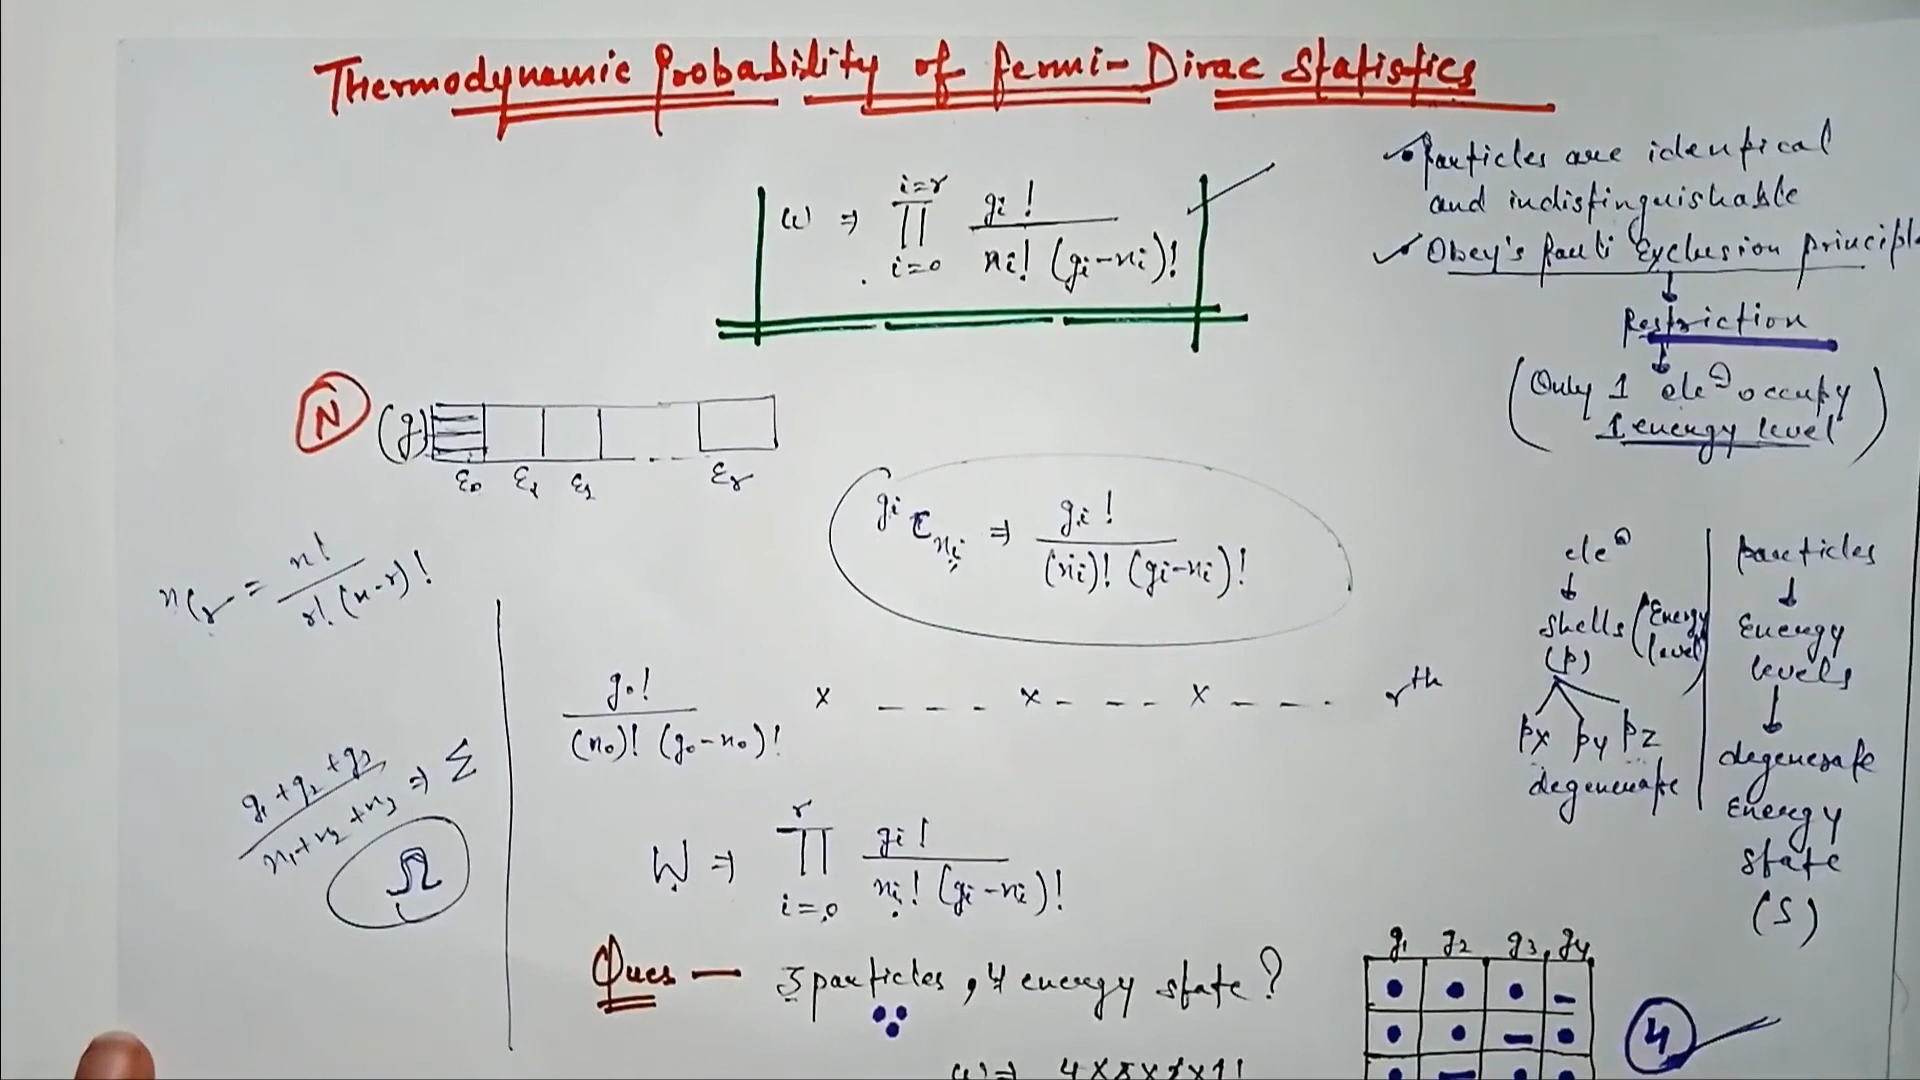 Thermodynamic Probability of Fermi-Dirac Statistics
W ⇒ ∏ i=0 i=r gi! / ni! (gi-ni)!
Particles are identical
and indistinguishable
Obey's Pauli Exclusion principle
Restriction
(Only 1 eleⁿ occupy
1 energy level)
N (g)
ε₀ ε₁ ε₂ εr
giCni ⇒ gi! / (ni)! (gi-ni)!
nCr = n! / r! (n-r)!
g₀! / (n₀)! (g₀-n₀)! x _ _ _ x _ _ _ x _ _ _ rth
g₁+g₂+g₃ / n₁+n₂+n₃ ⇒ Σ
Ω
W ⇒ ∏ i=0 r gi! / ni! (gi-ni)!
eleⁿ
shells (Energy level)
(p)
px py pz
degenerate
particles
Energy
levels
degenerate
Energy
state
(S)
Ques — 3 particles, 4 energy state?
g₁ g₂ g₃ g₄
4